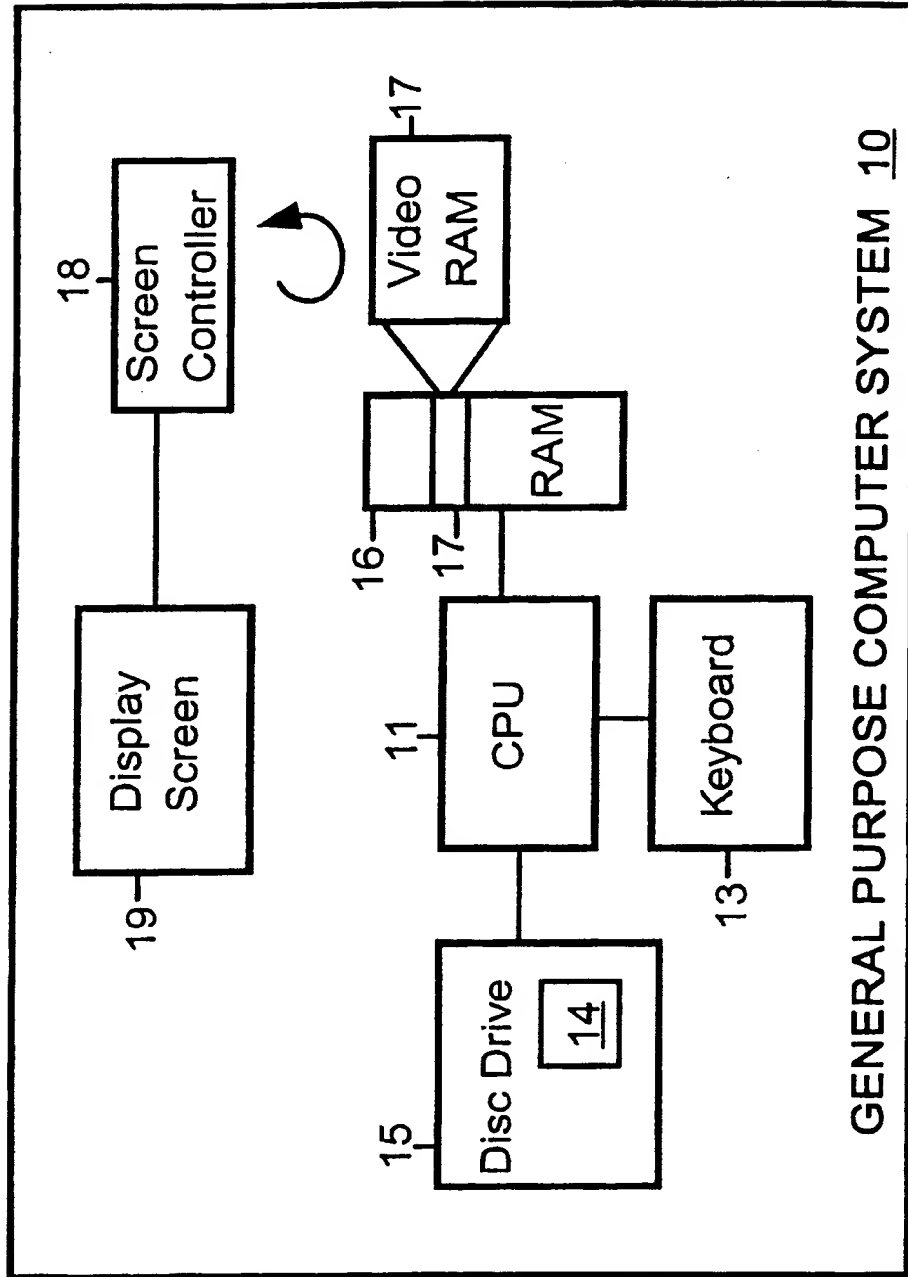 18
Screen
Controller
19
Display
Screen
17
Video
RAM
16
17
RAM
11
CPU
15
Disc Drive
14
13
Keyboard
GENERAL PURPOSE COMPUTER SYSTEM 10